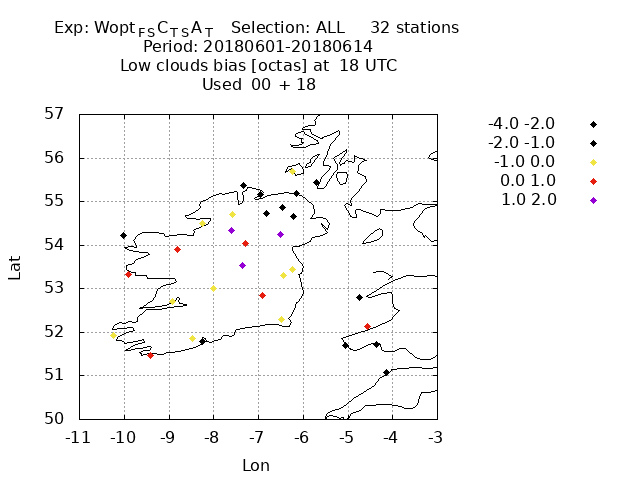 Exp: Wopt_FS C_TS A_T Selection: ALL 32 stations
Period: 20180601-20180614
Low clouds bias [octas] at 18 UTC
Used 00 + 18
-4.0 -2.0
-2.0 -1.0
-1.0 0.0
0.0 1.0
1.0 2.0
57
56
55
54
53
52
51
50
Lat
-11 -10 -9 -8 -7 -6 -5 -4 -3
Lon